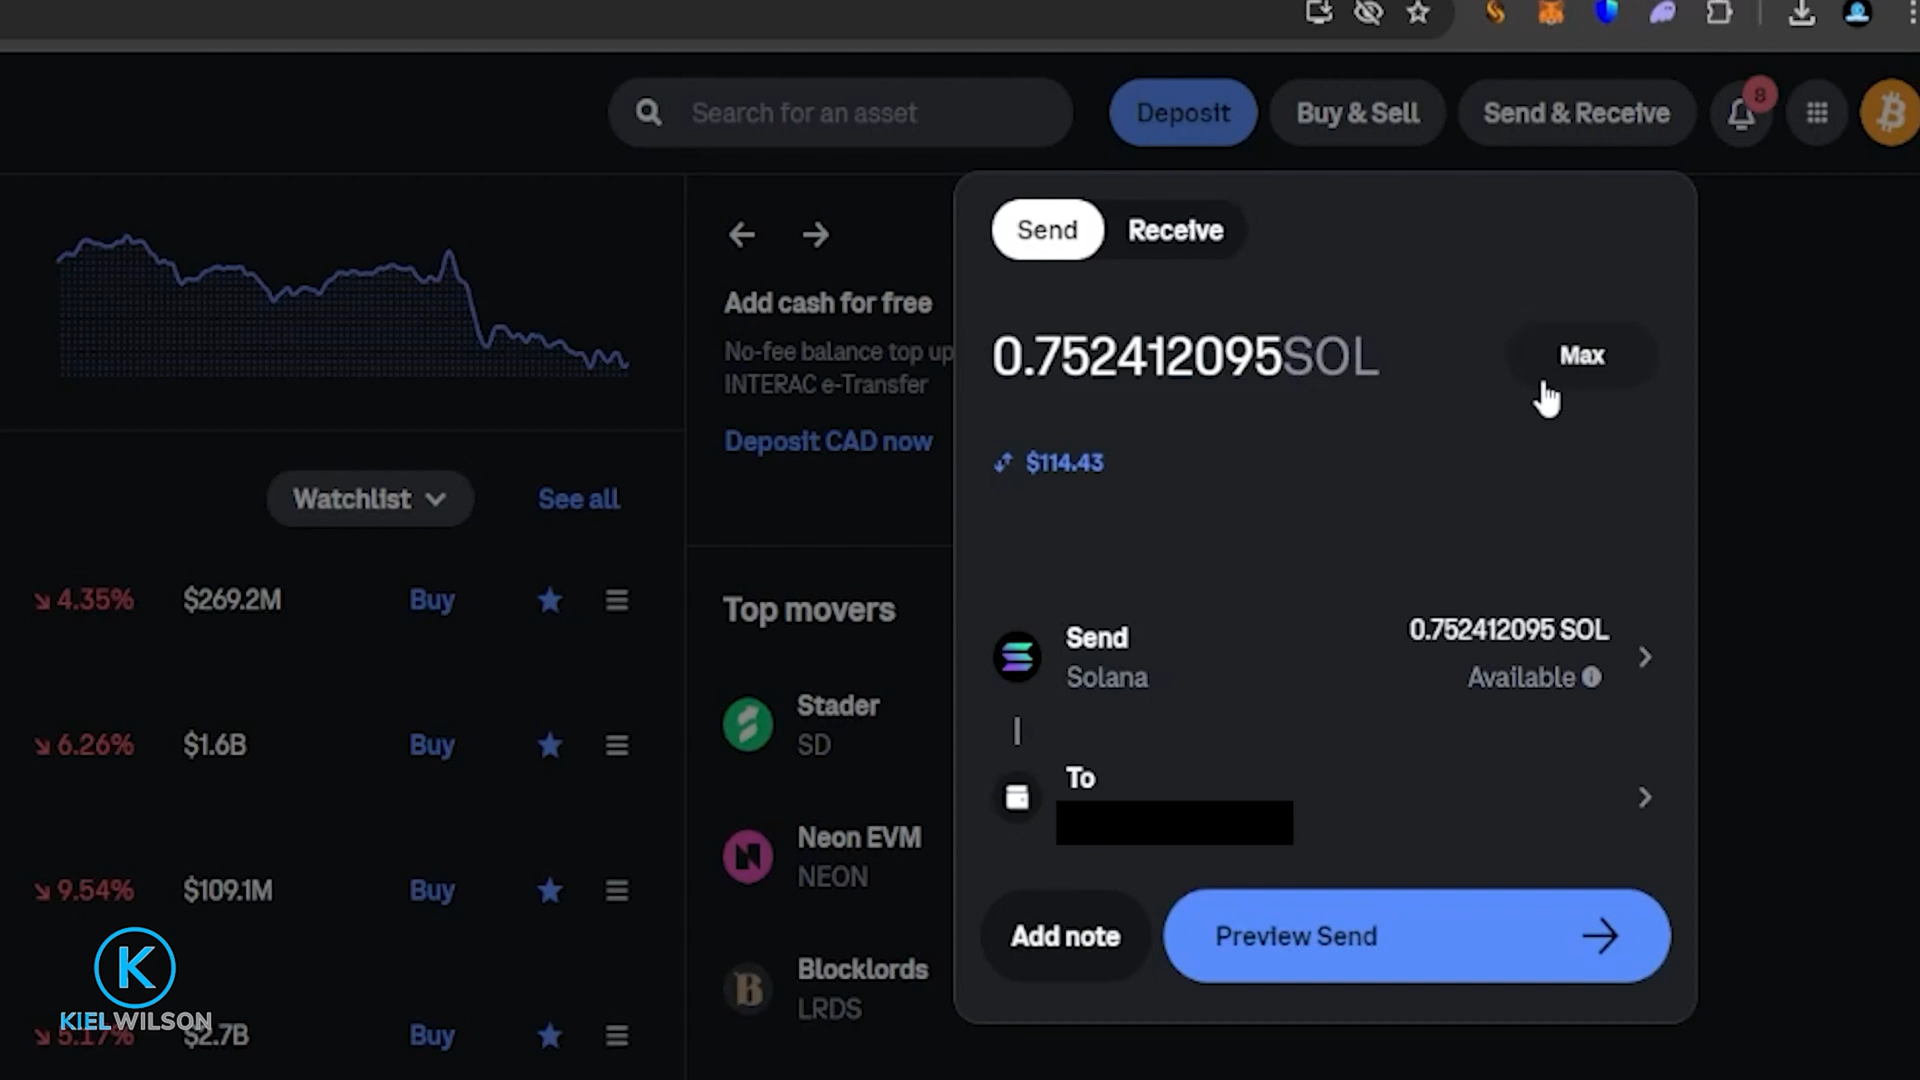 Search for an asset
Deposit
Buy & Sell
Send & Receive
8
Send
Receive
0.752412095SOL
Max
$114.43
Add cash for free
No-fee balance top up
INTERAC e-Transfer
Deposit CAD now
Watchlist
See all
4.35% $269.2M Buy
6.26% $1.6B Buy
9.54% $109.1M Buy
5.17% $2.7B Buy
Top movers
Stader
SD
Neon EVM
NEON
Blocklords
LRDS
Send
Solana
0.752412095 SOL
Available
To
Add note
Preview Send
K
KIELWILSON